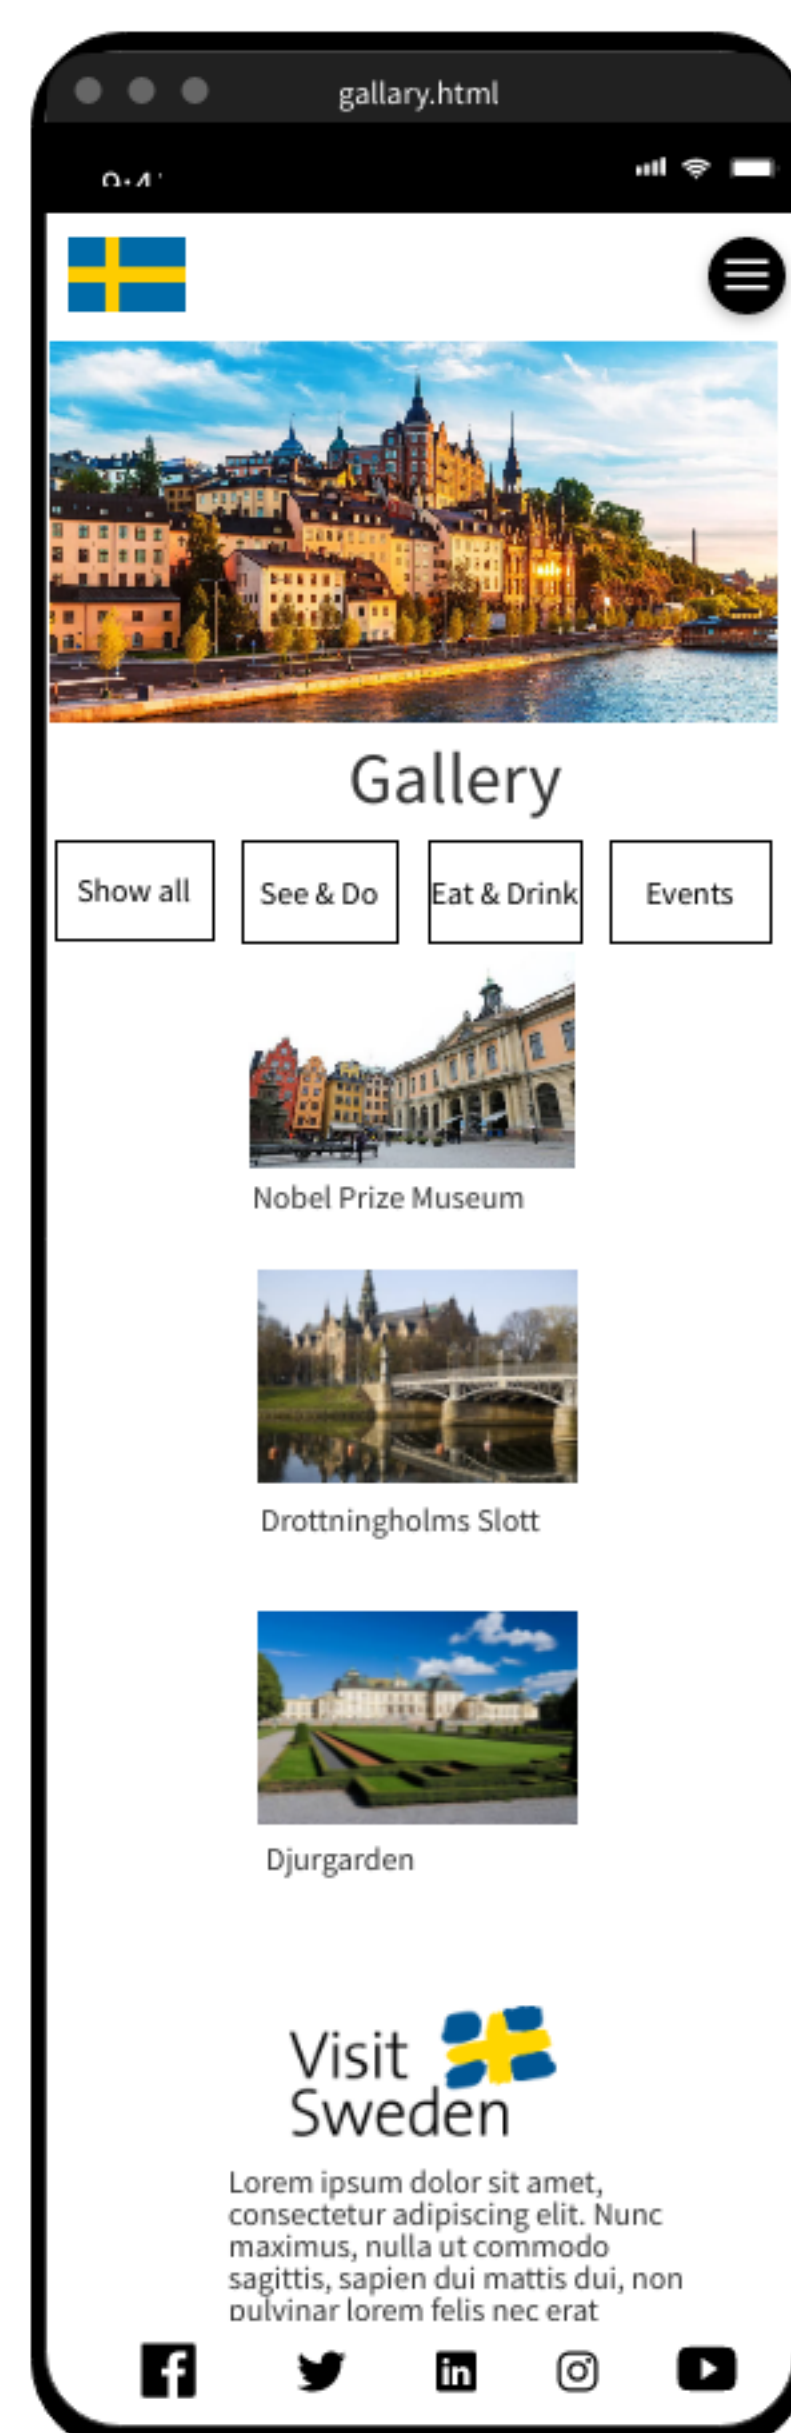 gallary.html
Gallery
Show all
See & Do
Eat & Drink
Events
Nobel Prize Museum
Drottningholms Slott
Djurgarden
Visit
Sweden
Lorem ipsum dolor sit amet,
consectetur adipiscing elit. Nunc
maximus, nulla ut commodo
sagittis, sapien dui mattis dui, non
pulvinar lorem felis nec erat
in